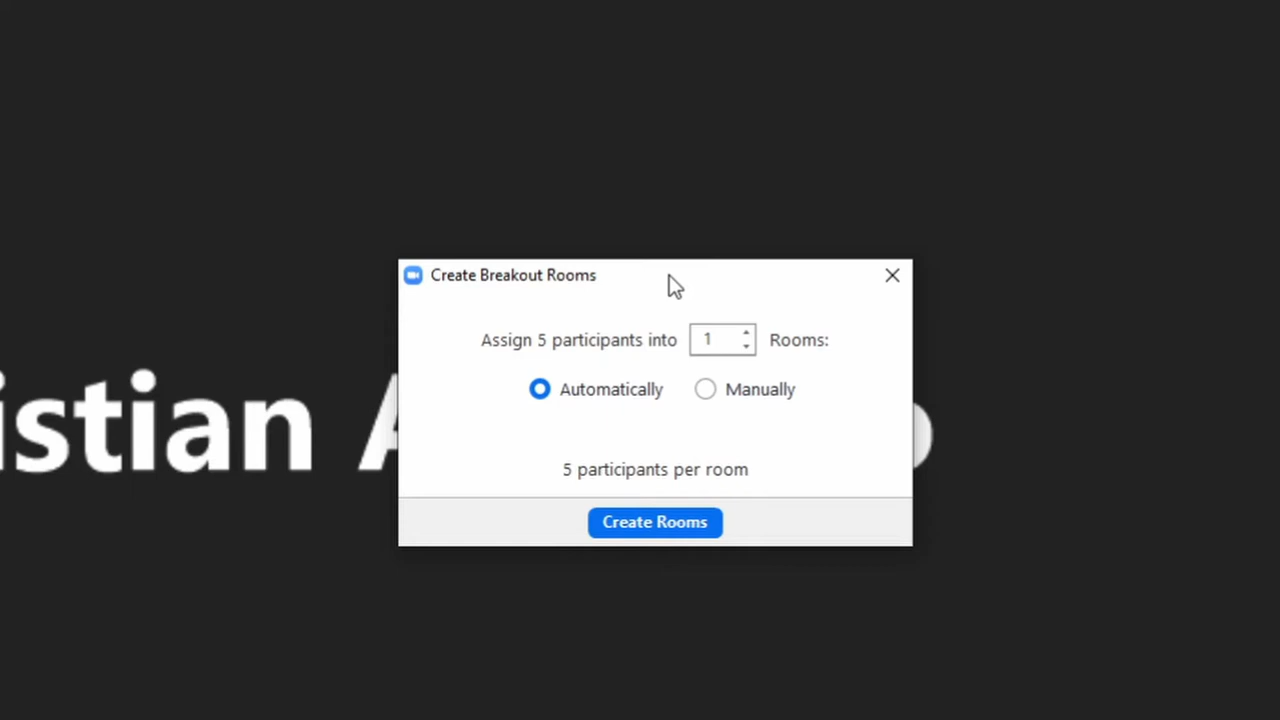 Create Breakout Rooms
Assign 5 participants into 1 Rooms:
Automatically Manually
istian A
5 participants per room
Create Rooms